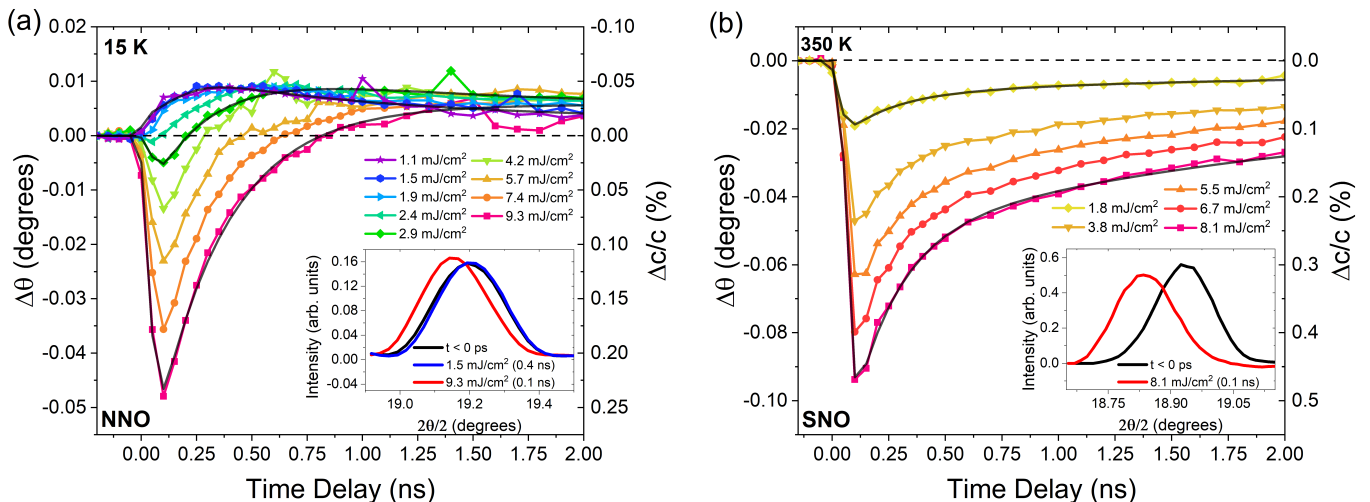 (a)
15 K
0.02
0.01
0.00
-0.01
-0.02
-0.03
-0.04
-0.05
Δθ (degrees)
-0.10
-0.05
0.00
0.05
0.10
0.15
0.20
0.25
Δc/c (%)
1.1 mJ/cm²
1.5 mJ/cm²
1.9 mJ/cm²
2.4 mJ/cm²
2.9 mJ/cm²
4.2 mJ/cm²
5.7 mJ/cm²
7.4 mJ/cm²
9.3 mJ/cm²
Intensity (arb. units)
0.16
0.12
0.08
0.04
0.00
-0.04
t < 0 ps
1.5 mJ/cm² (0.4 ns)
9.3 mJ/cm² (0.1 ns)
19.0 19.2 19.4
2θ/2 (degrees)
NNO
0.00 0.25 0.50 0.75 1.00 1.25 1.50 1.75 2.00
Time Delay (ns)
(b)
350 K
-0.00
-0.02
-0.04
-0.06
-0.08
-0.10
Δθ (degrees)
0.0
0.1
0.2
0.3
0.4
0.5
Δc/c (%)
1.8 mJ/cm²
3.8 mJ/cm²
5.5 mJ/cm²
6.7 mJ/cm²
8.1 mJ/cm²
Intensity (arb. units)
0.6
0.4
0.2
0.0
t < 0 ps
8.1 mJ/cm² (0.1 ns)
18.75 18.90 19.05
2θ/2 (degrees)
SNO
0.00 0.25 0.50 0.75 1.00 1.25 1.50 1.75 2.00
Time Delay (ns)